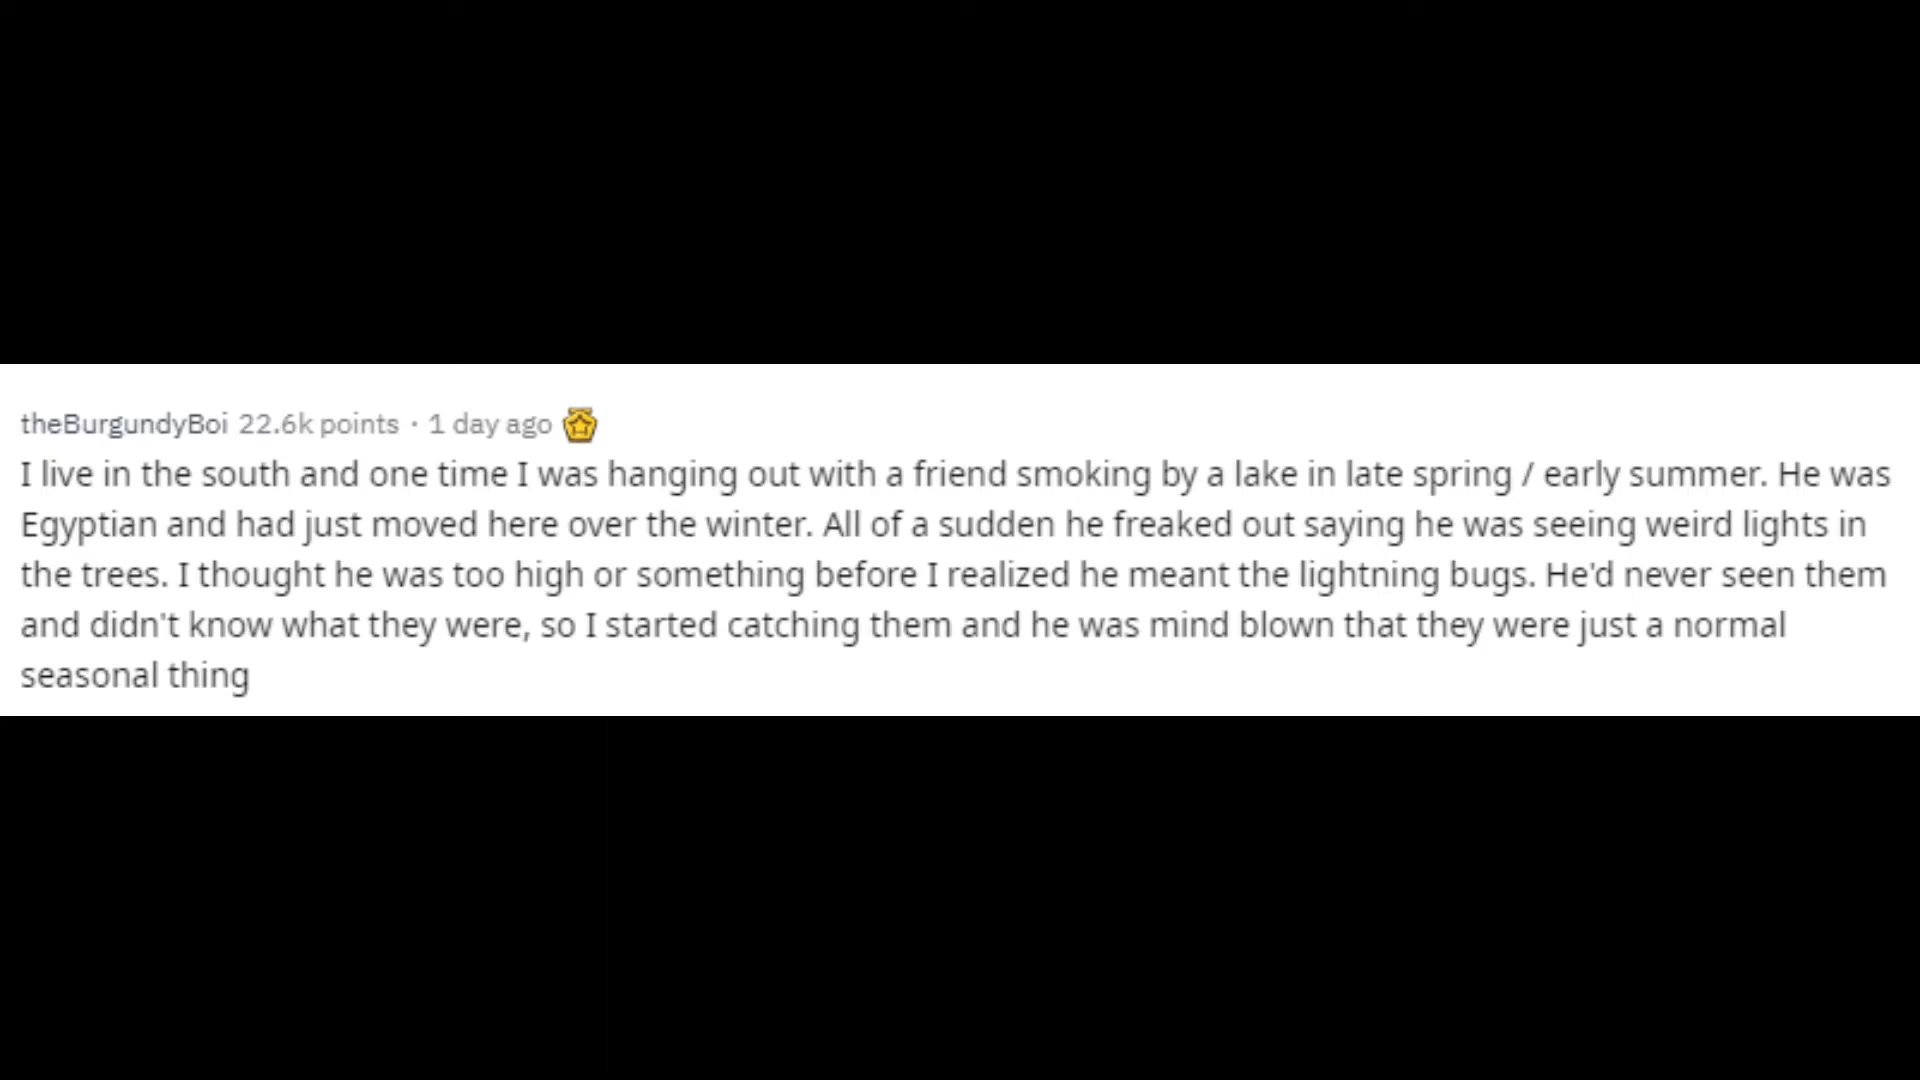 theBurgundyBoi 22.6k points · 1 day ago
I live in the south and one time I was hanging out with a friend smoking by a lake in late spring / early summer. He was
Egyptian and had just moved here over the winter. All of a sudden he freaked out saying he was seeing weird lights in
the trees. I thought he was too high or something before I realized he meant the lightning bugs. He'd never seen them
and didn't know what they were, so I started catching them and he was mind blown that they were just a normal
seasonal thing